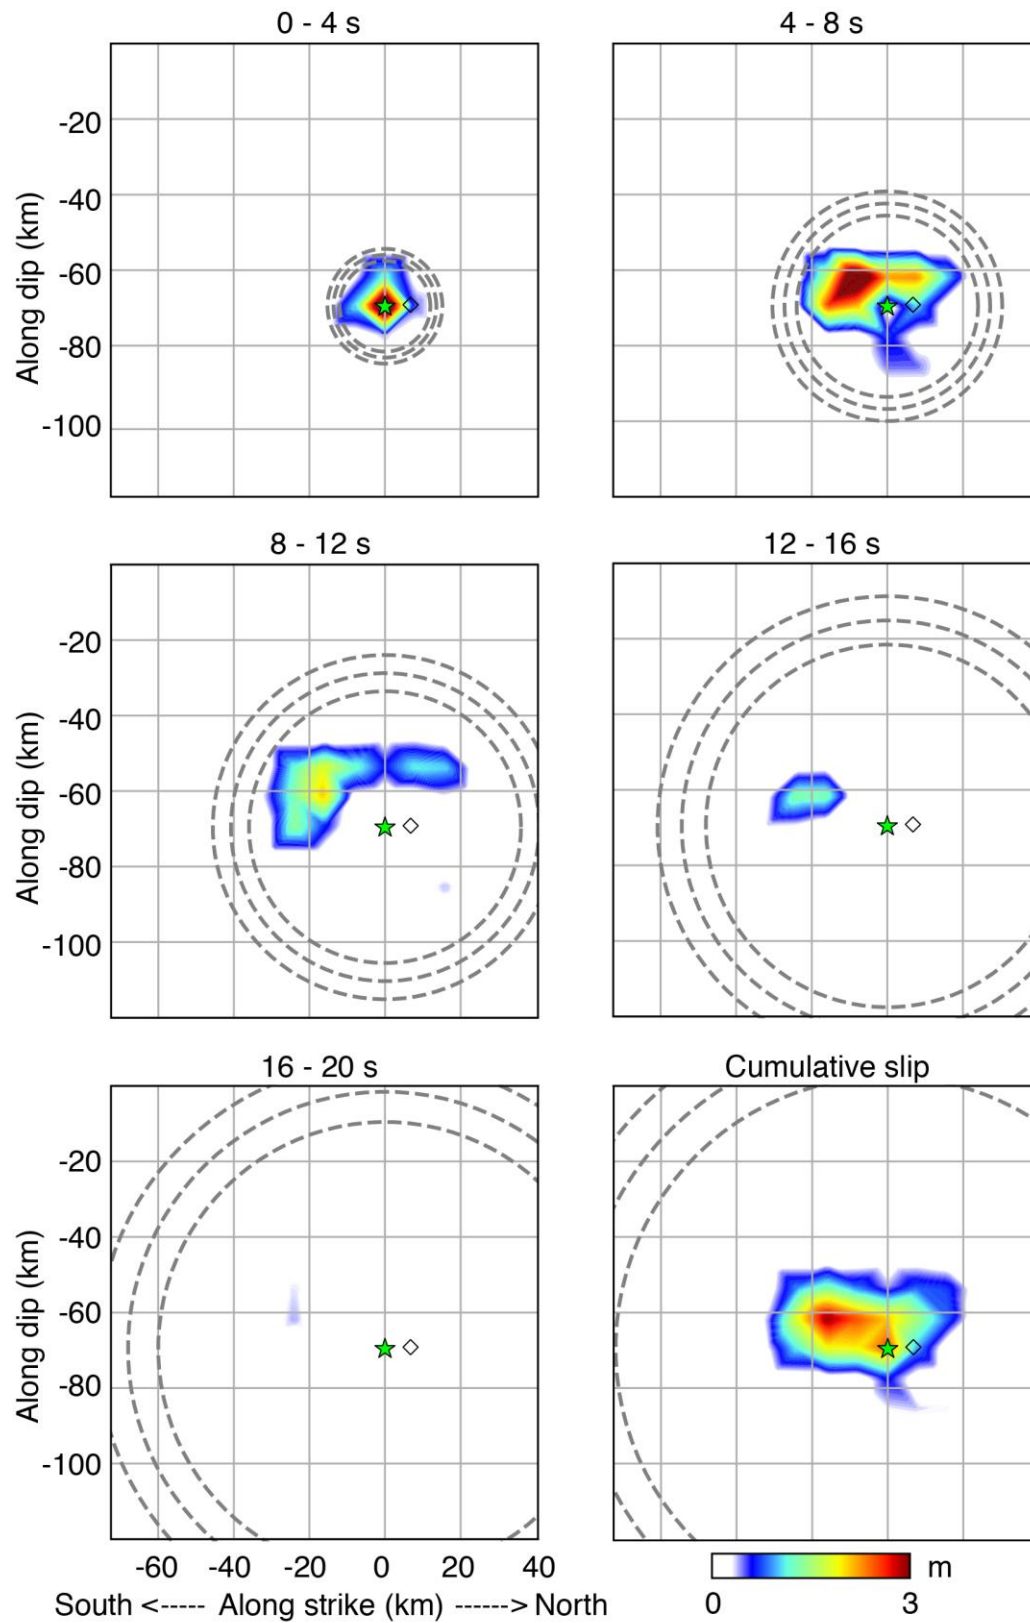 0 - 4 s
4 - 8 s
-20
-40
-60
-80
-100
Along dip (km)
8 - 12 s
12 - 16 s
-20
-40
-60
-80
-100
Along dip (km)
16 - 20 s
Cumulative slip
-20
-40
-60
-80
-100
Along dip (km)
-60 -40 -20 0 20 40
South <----- Along strike (km) ------> North
m
0 3